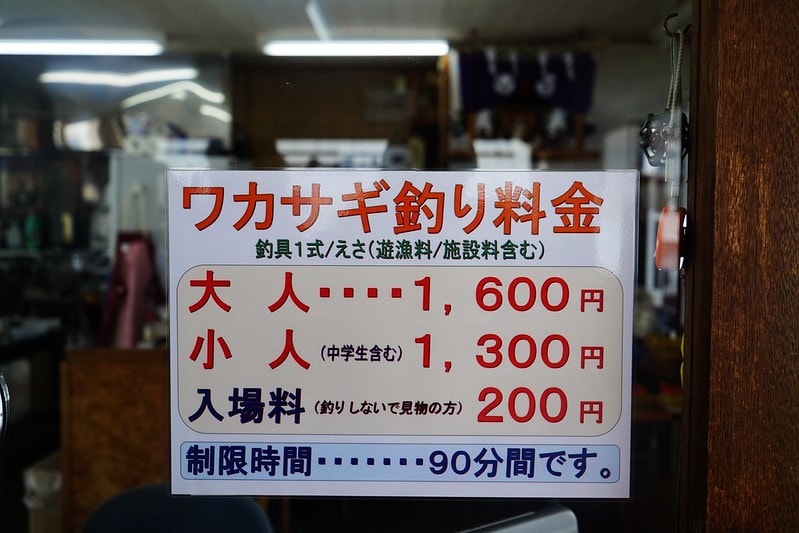 ワカサギ釣り料金
釣具1式/えさ(遊漁料/施設料含む)
大　人････1，600円
小　人(中学生含む)1，300円
入場料(釣りしないで見物の方)200円
制限時間･･･････90分間です。